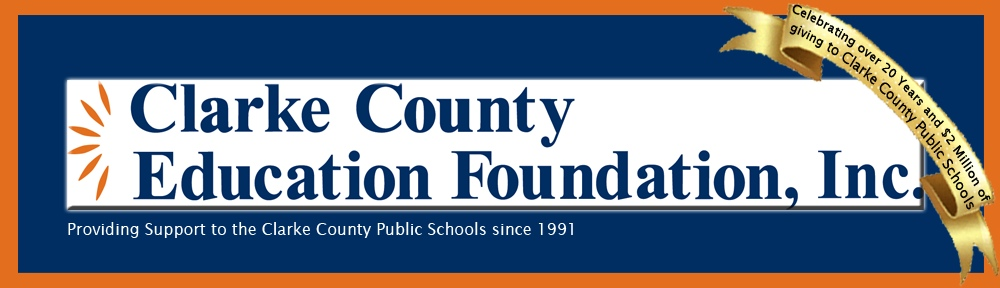 Clarke County
Education Foundation, Inc.
Providing Support to the Clarke County Public Schools since 1991
Celebrating over 20 Years and $2 Million of
giving to Clarke County Public Schools